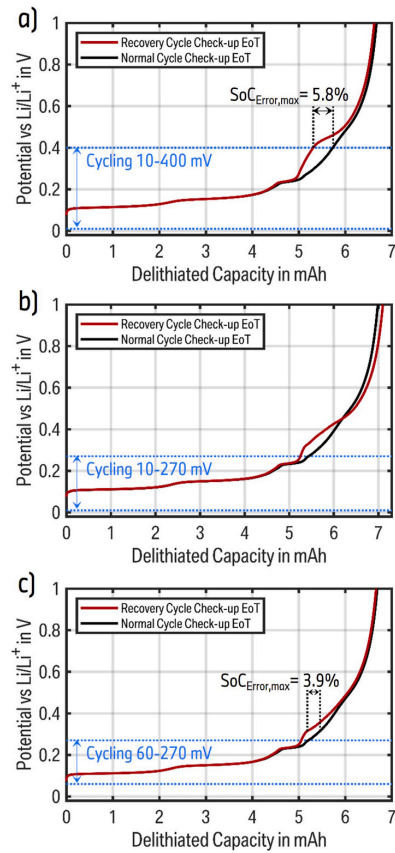 a)
Potential vs Li/Li⁺ in V
1
0.8
0.6
0.4
0.2
0
Recovery Cycle Check-up EoT
Normal Cycle Check-up EoT
SoC_Error,max= 5.8%
Cycling 10-400 mV
0 1 2 3 4 5 6 7
Delithiated Capacity in mAh
b)
Potential vs Li/Li⁺ in V
1
0.8
0.6
0.4
0.2
0
Recovery Cycle Check-up EoT
Normal Cycle Check-up EoT
Cycling 10-270 mV
0 1 2 3 4 5 6 7
Delithiated Capacity in mAh
c)
Potential vs Li/Li⁺ in V
1
0.8
0.6
0.4
0.2
0
Recovery Cycle Check-up EoT
Normal Cycle Check-up EoT
SoC_Error,max= 3.9%
Cycling 60-270 mV
0 1 2 3 4 5 6 7
Delithiated Capacity in mAh